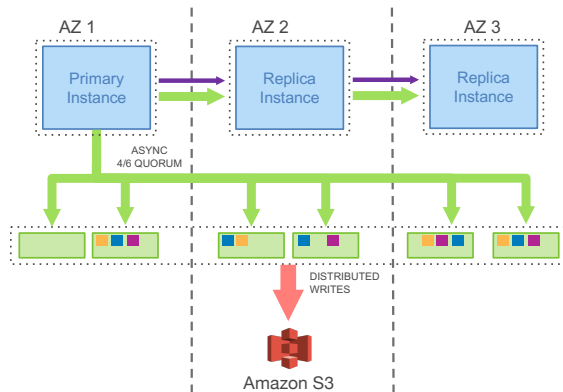 AZ 1
AZ 2
AZ 3
Primary
Instance
Replica
Instance
Replica
Instance
ASYNC
4/6 QUORUM
DISTRIBUTED
WRITES
Amazon S3